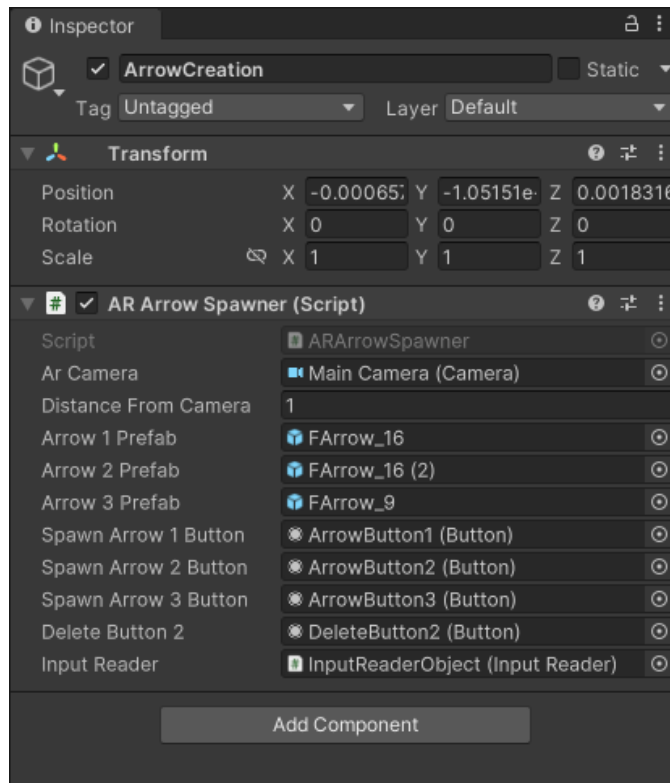 Inspector
ArrowCreation Static
Tag Untagged Layer Default
Transform
Position X -0.00065 Y -1.05151e- Z 0.0018316
Rotation X 0 Y 0 Z 0
Scale X 1 Y 1 Z 1
# AR Arrow Spawner (Script)
Script # ARArrowSpawner
Ar Camera Main Camera (Camera)
Distance From Camera 1
Arrow 1 Prefab FArrow_16
Arrow 2 Prefab FArrow_16 (2)
Arrow 3 Prefab FArrow_9
Spawn Arrow 1 Button ArrowButton1 (Button)
Spawn Arrow 2 Button ArrowButton2 (Button)
Spawn Arrow 3 Button ArrowButton3 (Button)
Delete Button 2 DeleteButton2 (Button)
Input Reader # InputReaderObject (Input Reader)
Add Component